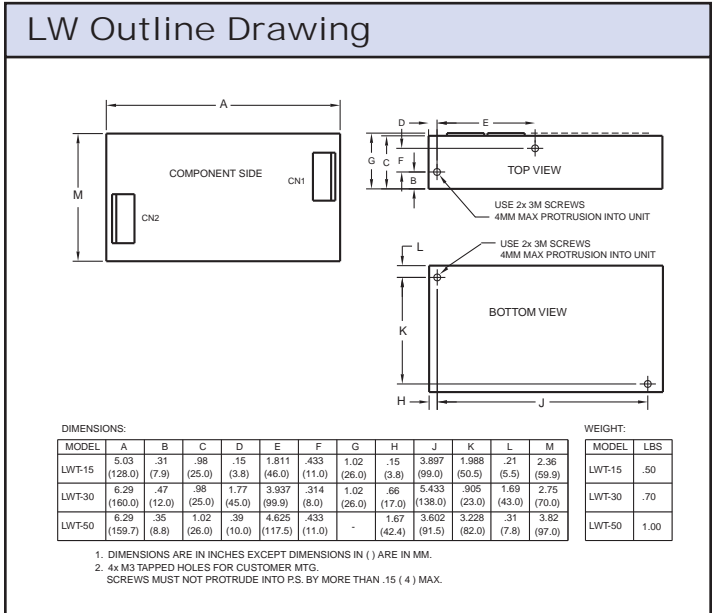 LW Outline Drawing
A
M
COMPONENT SIDE
CN1
CN2
D
E
G
C
F
B
TOP VIEW
USE 2x 3M SCREWS
4MM MAX PROTRUSION INTO UNIT
L
USE 2x 3M SCREWS
4MM MAX PROTRUSION INTO UNIT
BOTTOM VIEW
K
H
J
DIMENSIONS:
MODEL A B C D E F G H J K L M
LWT-15 5.03 (128.0) .31 (7.9) .98 (25.0) .15 (3.8) 1.811 (46.0) .433 (11.0) 1.02 (26.0) .15 (3.8) 3.897 (99.0) 1.988 (50.5) .21 (5.5) 2.36 (59.9)
LWT-30 6.29 (160.0) .47 (12.0) .98 (25.0) 1.77 (45.0) 3.937 (99.9) .314 (8.0) 1.02 (26.0) .66 (17.0) 5.433 (138.0) .905 (23.0) 1.69 (43.0) 2.75 (70.0)
LWT-50 6.29 (159.7) .35 (8.8) 1.02 (26.0) .39 (10.0) 4.625 (117.5) .433 (11.0) - 1.67 (42.4) 3.602 (91.5) 3.228 (82.0) .31 (7.8) 3.82 (97.0)
WEIGHT:
MODEL LBS
LWT-15 .50
LWT-30 .70
LWT-50 1.00
1. DIMENSIONS ARE IN INCHES EXCEPT DIMENSIONS IN ( ) ARE IN MM.
2. 4x M3 TAPPED HOLES FOR CUSTOMER MTG.
SCREWS MUST NOT PROTRUDE INTO P.S. BY MORE THAN .15 ( 4 ) MAX.